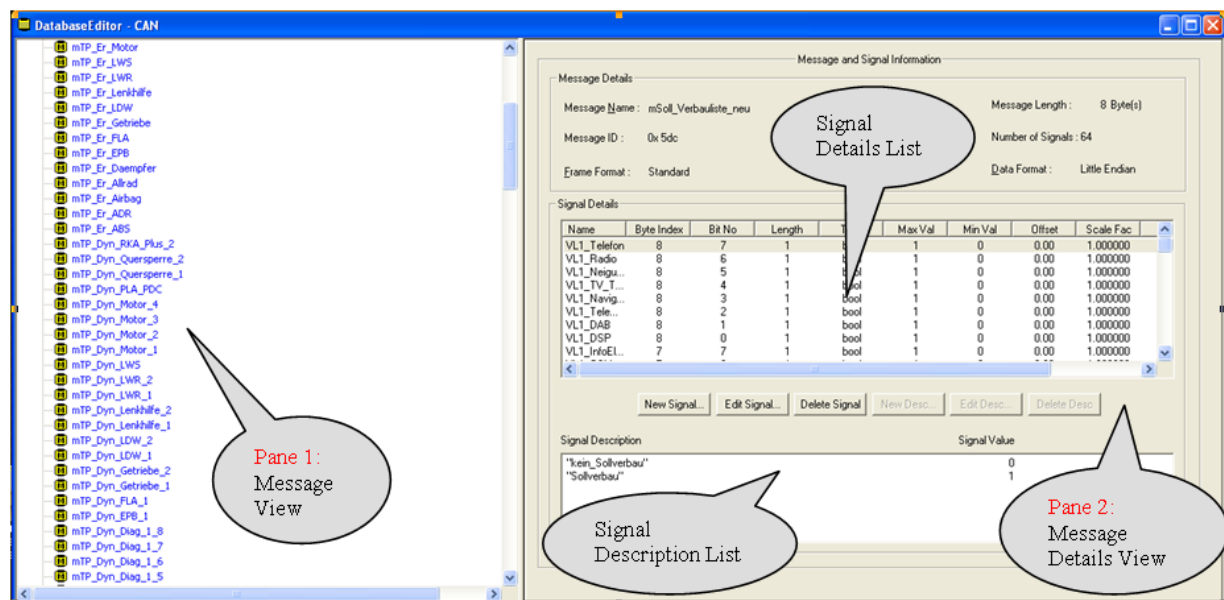 DatabaseEditor - CAN
mTP_Er_Motor
mTP_Er_LWS
mTP_Er_LWR
mTP_Er_Lenkhilfe
mTP_Er_LDW
mTP_Er_Getriebe
mTP_Er_FLA
mTP_Er_EPB
mTP_Er_Daempfer
mTP_Er_Allrad
mTP_Er_Airbag
mTP_Er_ADR
mTP_Er_ABS
mTP_Dyn_RKA_Plus_2
mTP_Dyn_Quersperre_2
mTP_Dyn_Quersperre_1
mTP_Dyn_PLA_PDC
mTP_Dyn_Motor_4
mTP_Dyn_Motor_3
mTP_Dyn_Motor_2
mTP_Dyn_Motor_1
mTP_Dyn_LWS
mTP_Dyn_LWR_2
mTP_Dyn_LWR_1
mTP_Dyn_Lenkhilfe_2
mTP_Dyn_Lenkhilfe_1
mTP_Dyn_LDW_2
mTP_Dyn_LDW_1
mTP_Dyn_Getriebe_2
mTP_Dyn_Getriebe_1
mTP_Dyn_FLA_1
mTP_Dyn_EPB_1
mTP_Dyn_Diag_1_8
mTP_Dyn_Diag_1_7
mTP_Dyn_Diag_1_6
mTP_Dyn_Diag_1_5
Pane 1:
Message
View
Message and Signal Information
Message Details
Message Name : mSoll_Verbauliste_neu Message Length : 8 Byte(s)
Message ID : 0x 5dc Number of Signals : 64
Frame Format : Standard Data Format : Little Endian
Signal
Details List
Signal Details
Name Byte Index Bit No Length Max Val Min Val Offset Scale Fac
VL1_Telefon 8 7 1 1 0 0.00 1.000000
VL1_Radio 8 6 1 1 0 0.00 1.000000
VL1_Neigu... 8 5 1 bool 1 0 0.00 1.000000
VL1_TV_T... 8 4 1 bool 1 0 0.00 1.000000
VL1_Navig... 8 3 1 bool 1 0 0.00 1.000000
VL1_Tele... 8 2 1 bool 1 0 0.00 1.000000
VL1_DAB 8 1 1 bool 1 0 0.00 1.000000
VL1_DSP 8 0 1 bool 1 0 0.00 1.000000
VL1_InfoEl... 7 7 1 bool 1 0 0.00 1.000000
New Signal... Edit Signal... Delete Signal New Desc... Edit Desc... Delete Desc
Signal Description Signal Value
"kein_Sollverbau" 0
"Sollverbau" 1
Signal
Description List
Pane 2:
Message
Details View